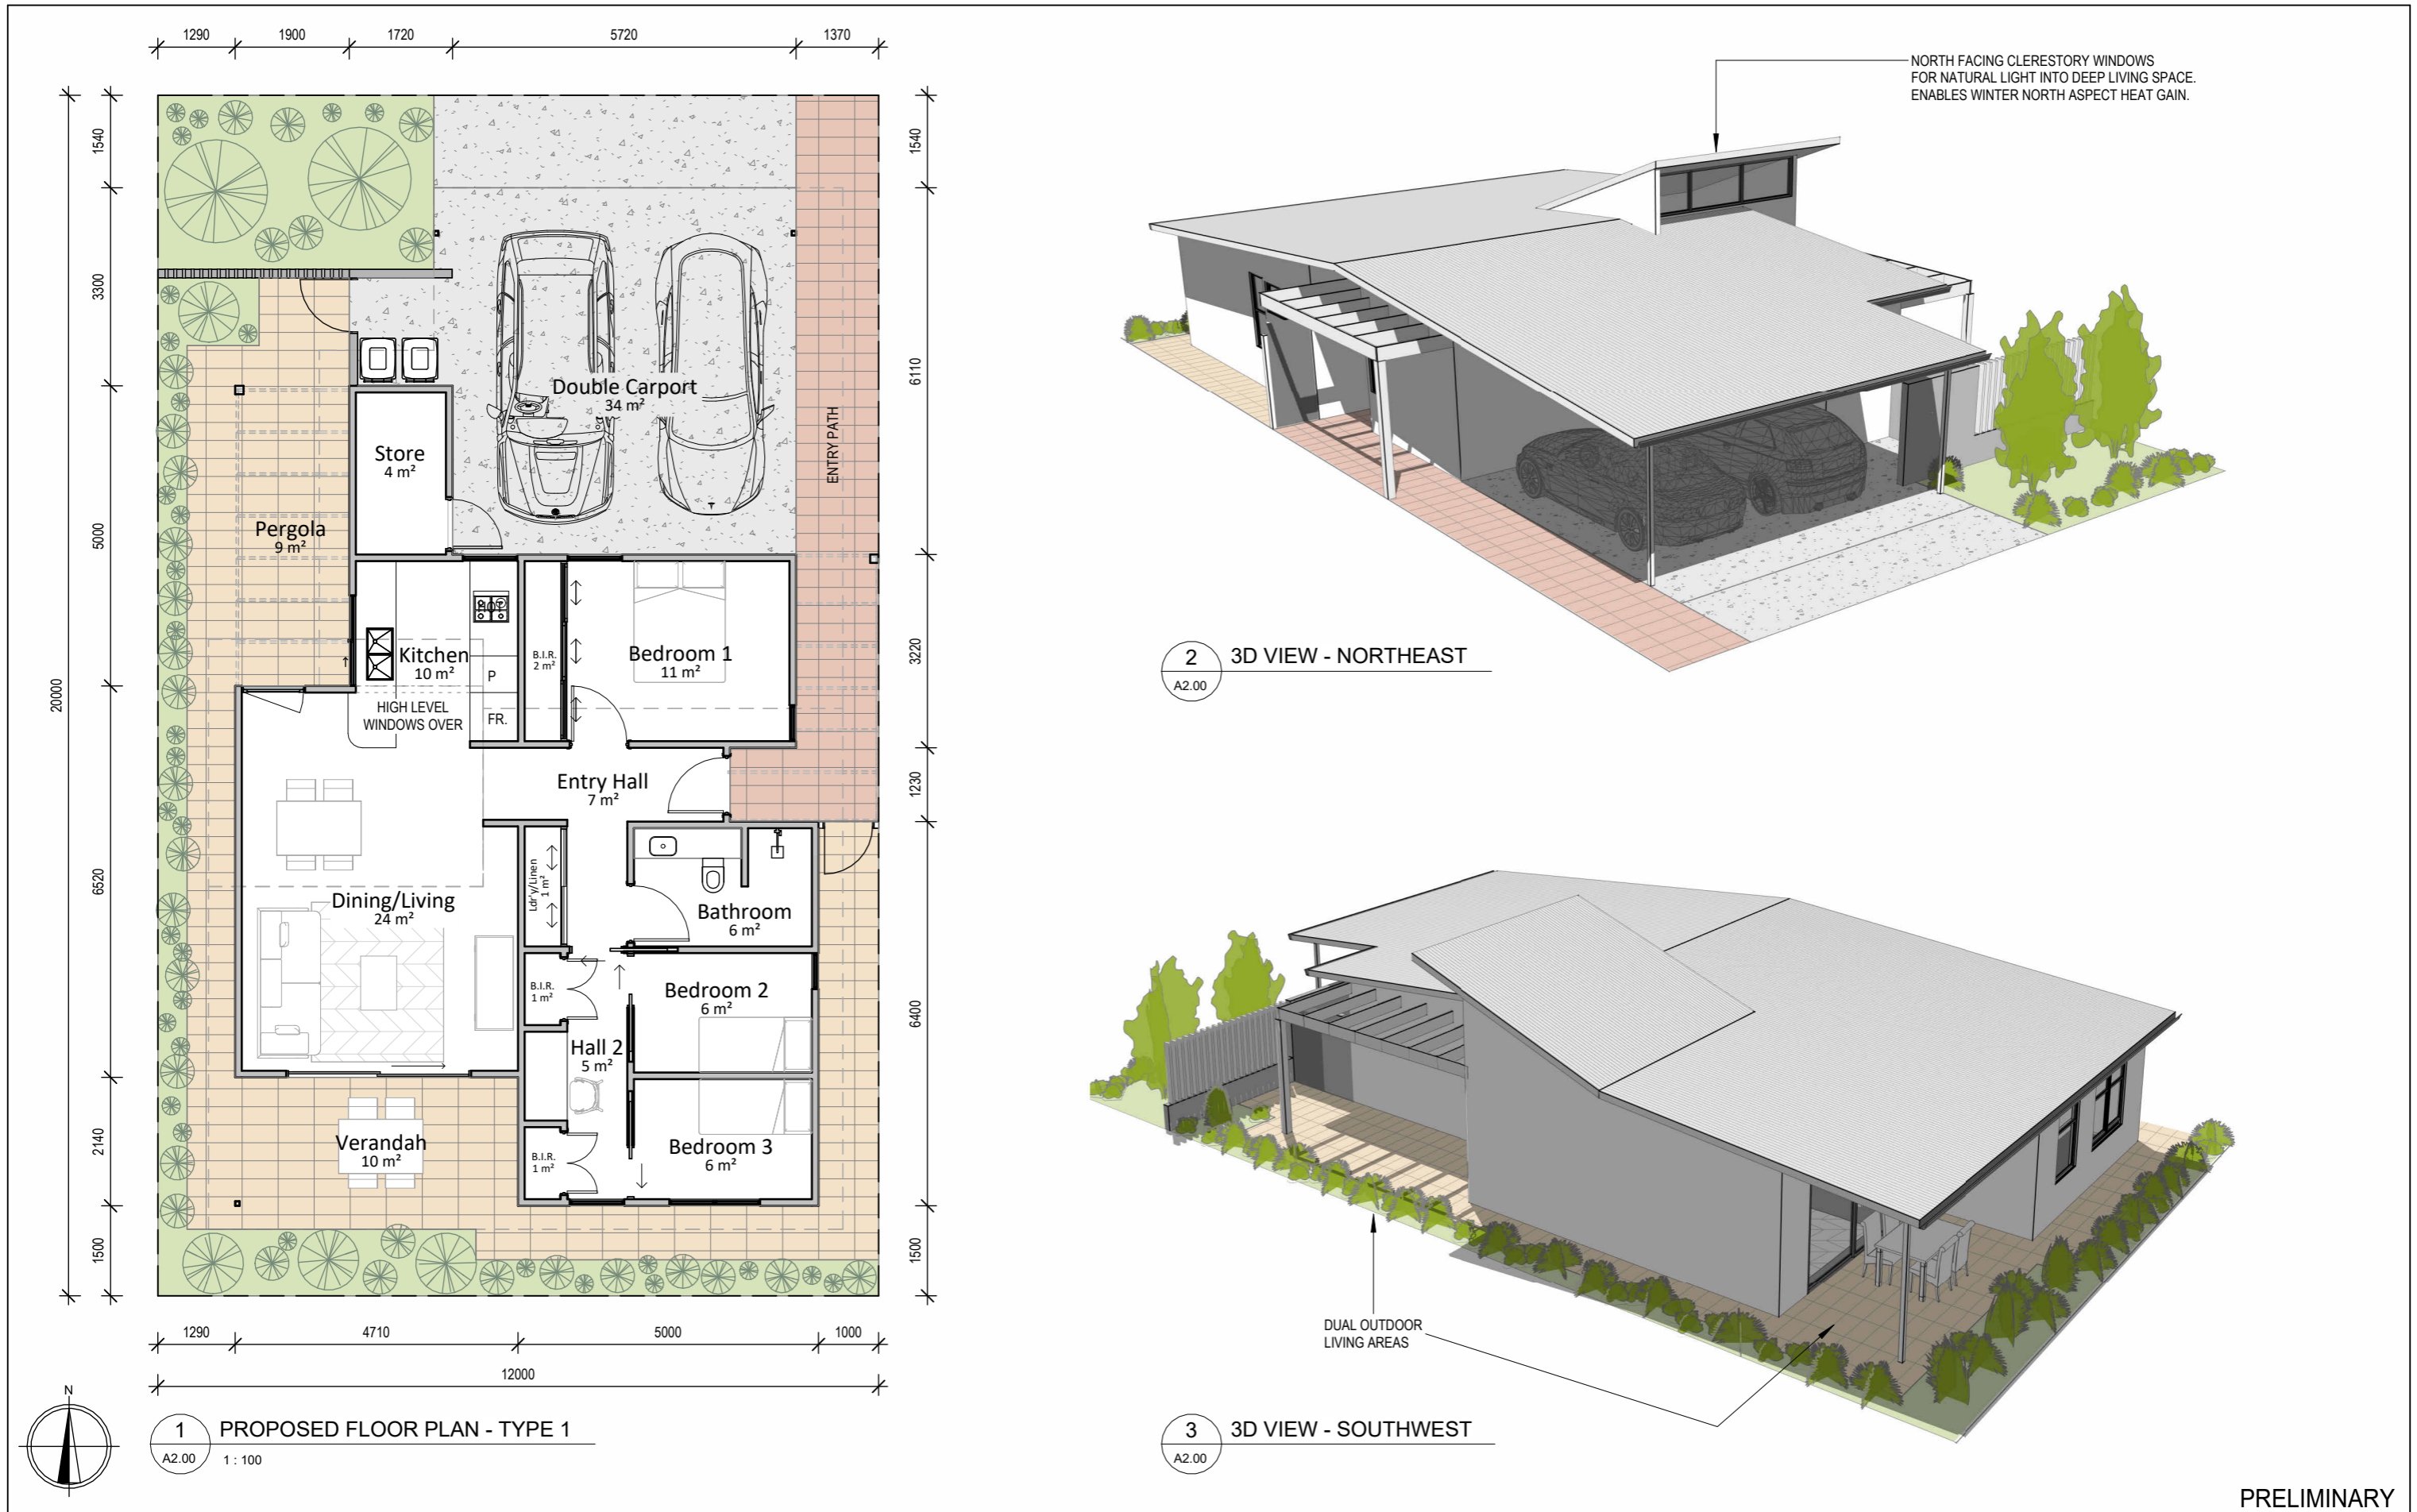 1290 1900 1720 5720 1370
20000
1540
3300
5000
6520
2140
1500
1540
6110
3220
1230
6400
1500
Double Carport
34 m²
ENTRY PATH
Store
4 m²
Pergola
9 m²
Kitchen
10 m²
HOT
P
FR.
HIGH LEVEL
WINDOWS OVER
B.I.R.
2 m²
Bedroom 1
11 m²
Entry Hall
7 m²
Ldr'y/Linen
1 m²
Dining/Living
24 m²
Bathroom
6 m²
B.I.R.
1 m²
Bedroom 2
6 m²
Hall 2
5 m²
Verandah
10 m²
B.I.R.
1 m²
Bedroom 3
6 m²
1290 4710 5000 1000
12000
N
1
A2.00
PROPOSED FLOOR PLAN - TYPE 1
1 : 100
NORTH FACING CLERESTORY WINDOWS
FOR NATURAL LIGHT INTO DEEP LIVING SPACE.
ENABLES WINTER NORTH ASPECT HEAT GAIN.
2
A2.00
3D VIEW - NORTHEAST
DUAL OUTDOOR
LIVING AREAS
3
A2.00
3D VIEW - SOUTHWEST
PRELIMINARY